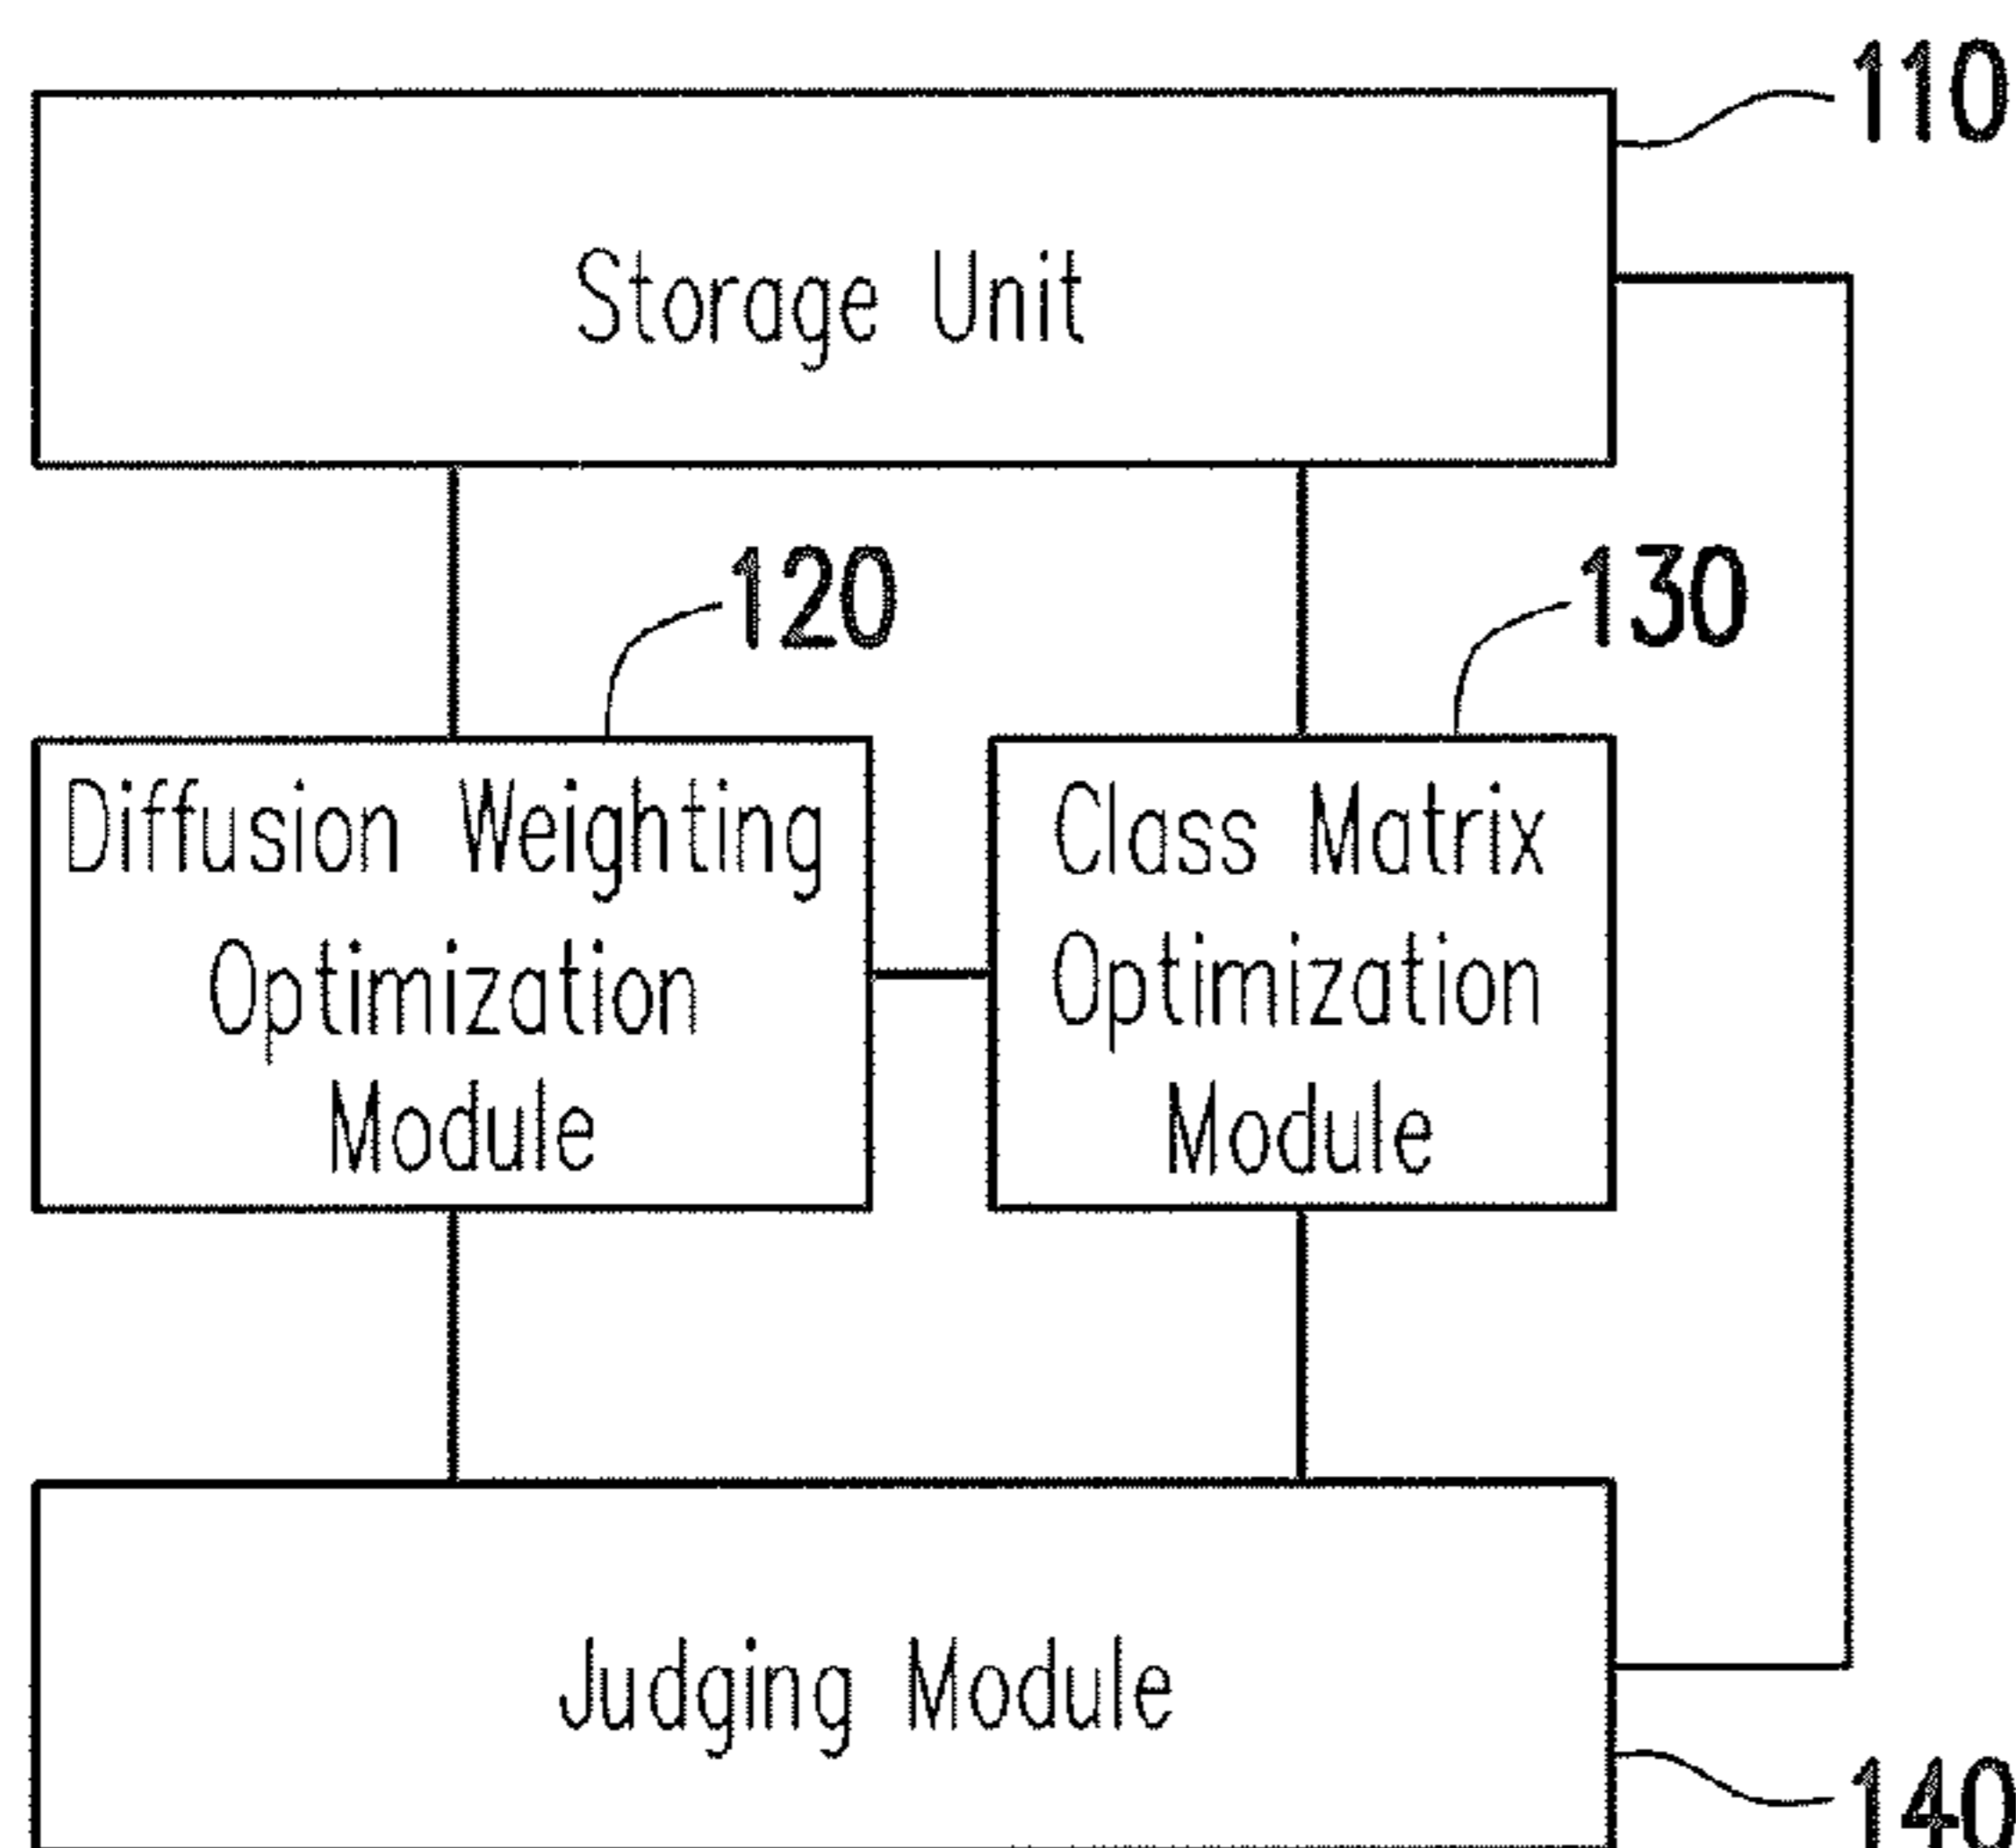 110
Storage Unit
120
130
Diffusion Weighting
Optimization
Module
Class Matrix
Optimization
Module
Judging Module
140